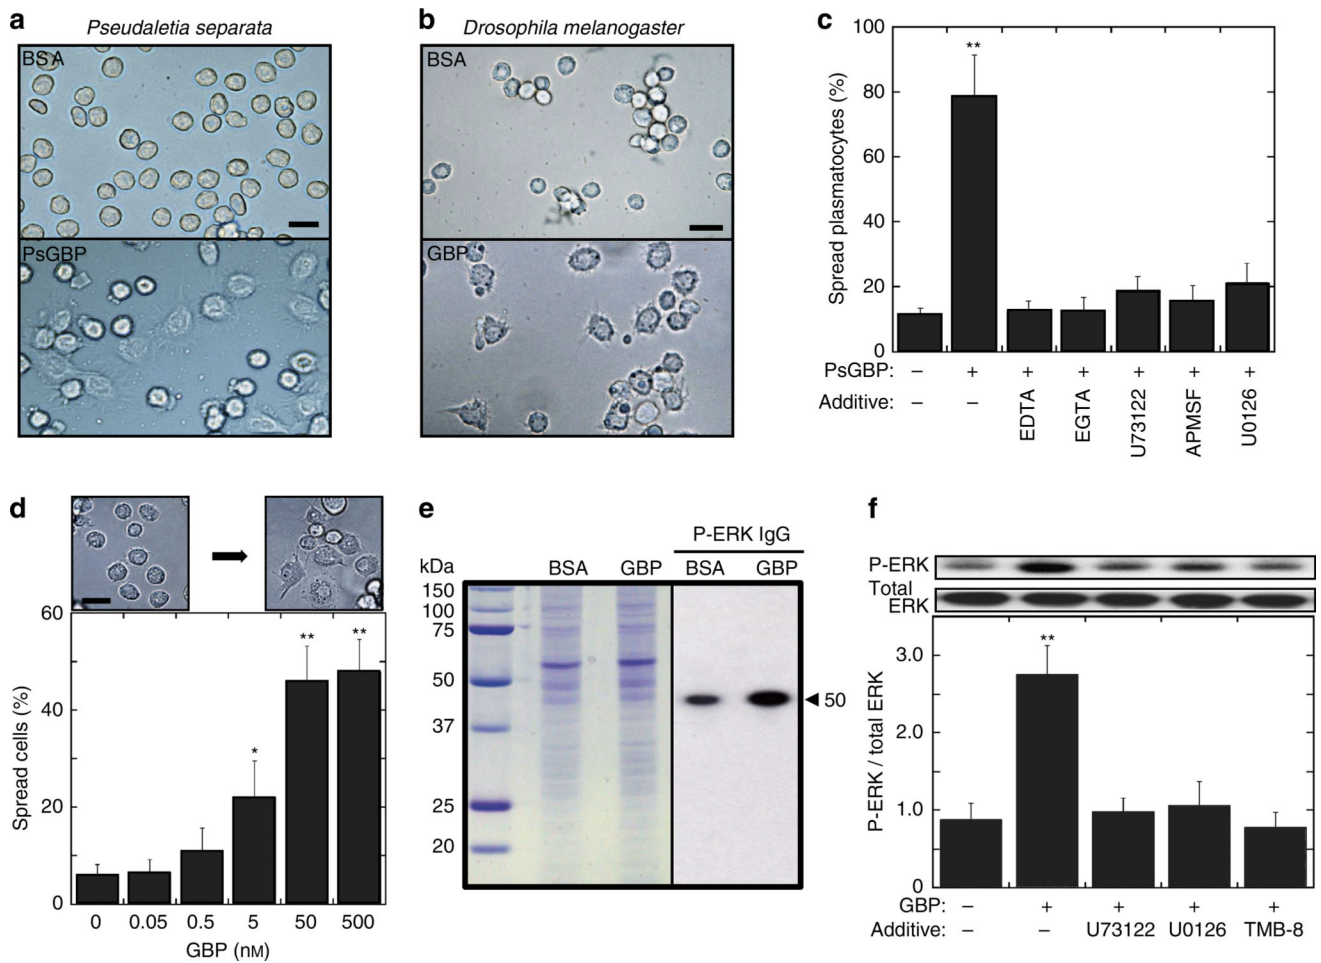 a
Pseudaletia separata
BSA
PsGBP
b
Drosophila melanogaster
BSA
GBP
c
Spread plasmatocytes (%)
100
80
60
40
20
0
**
PsGBP: – + + + + + +
Additive: – – EDTA EGTA U73122 APMSF U0126
d
Spread cells (%)
60
40
20
0
* ** **
0 0.05 0.5 5 50 500
GBP (nM)
e
P-ERK IgG
kDa BSA GBP BSA GBP
150
100
75
50
37
25
20
50
f
P-ERK
Total
ERK
P-ERK / total ERK
3.0
2.0
1.0
0
**
GBP: – + + + +
Additive: – – U73122 U0126 TMB-8